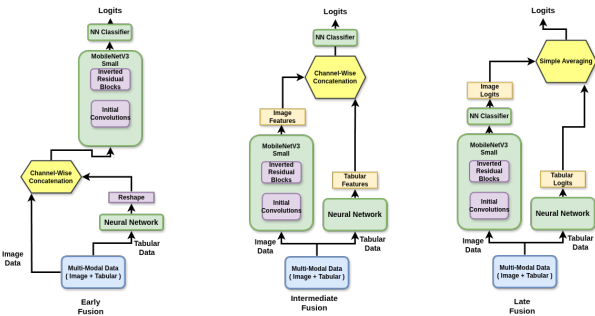 Logits
NN Classifier
MobileNetV3
Small
Inverted
Residual
Blocks
Initial
Convolutions
Channel-Wise
Concatenation
Reshape
Neural Network
Image
Data
Tabular
Data
Multi-Modal Data
( Image + Tabular )
Early
Fusion
Logits
NN Classifier
Channel-Wise
Concatenation
Image
Features
MobileNetV3
Small
Inverted
Residual
Blocks
Initial
Convolutions
Tabular
Features
Neural Network
Image
Data
Tabular
Data
Multi-Modal Data
( Image + Tabular )
Intermediate
Fusion
Logits
Simple Averaging
Image
Logits
NN Classifier
MobileNetV3
Small
Inverted
Residual
Blocks
Initial
Convolutions
Tabular
Logits
Neural Network
Image
Data
Tabular
Data
Multi-Modal Data
( Image + Tabular )
Late
Fusion